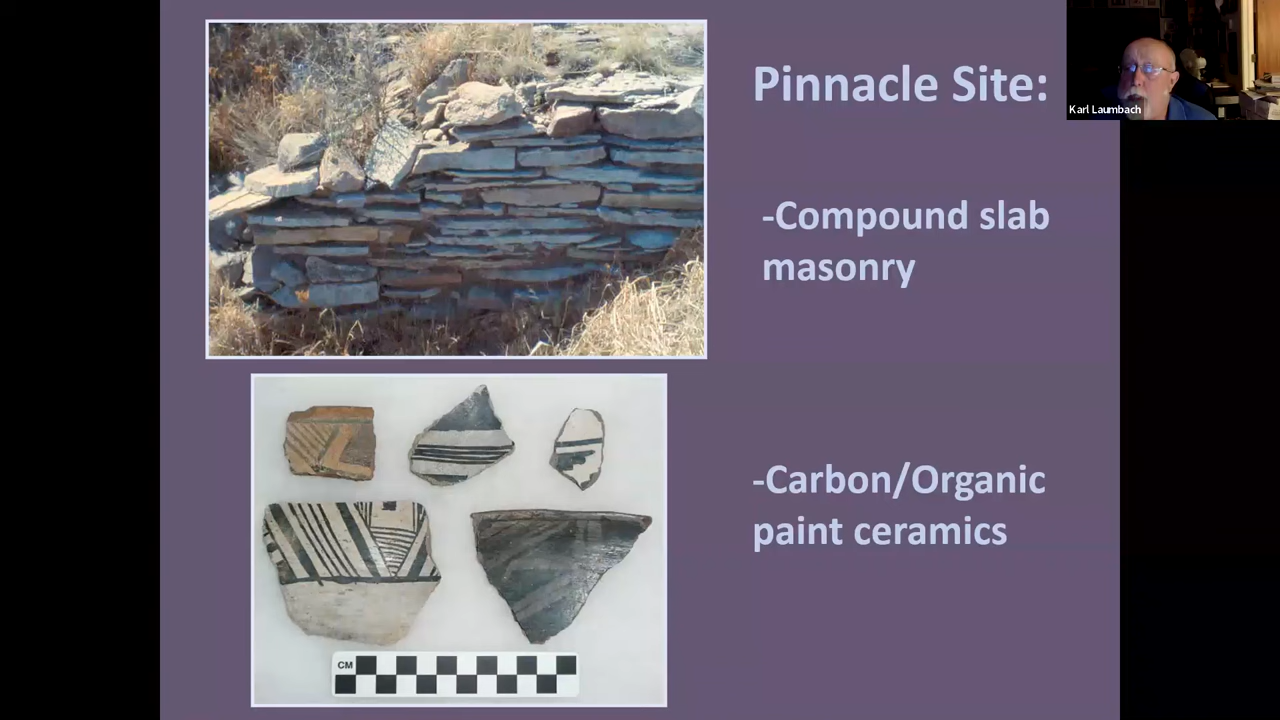 Pinnacle Site:
Karl Laumbach
-Compound slab
masonry
-Carbon/Organic
paint ceramics
CM